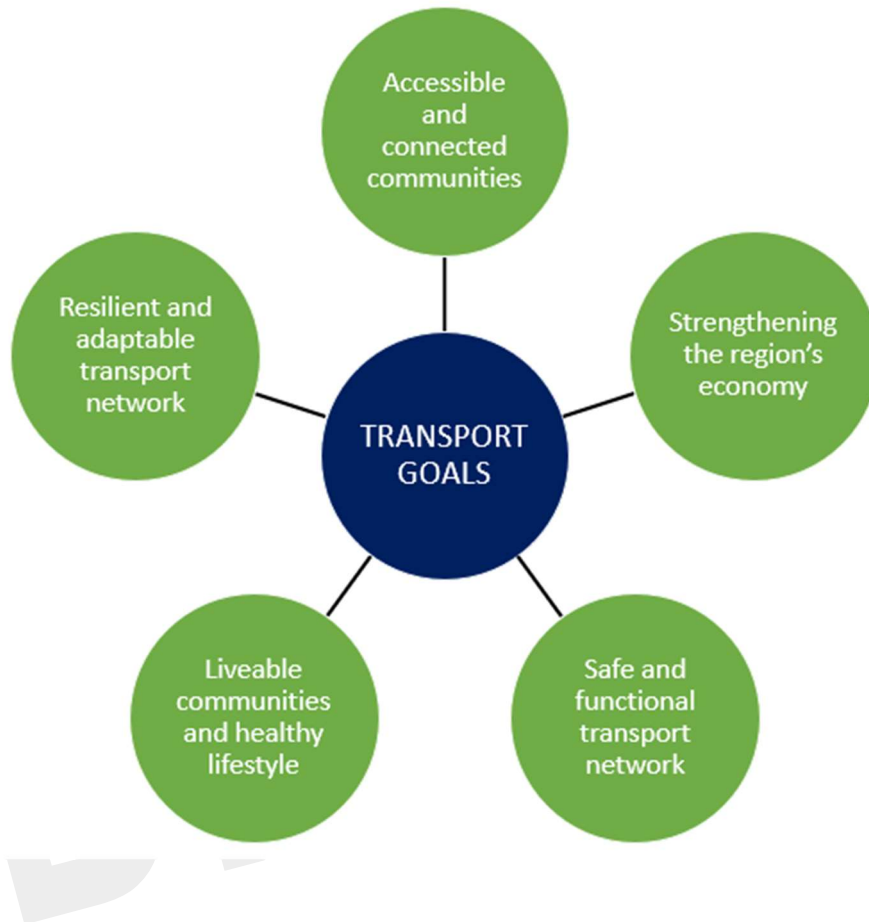 Accessible
and
connected
communities
Strengthening
the region's
economy
Safe and
functional
transport
network
Liveable
communities
and healthy
lifestyle
Resilient and
adaptable
transport
network
TRANSPORT
GOALS